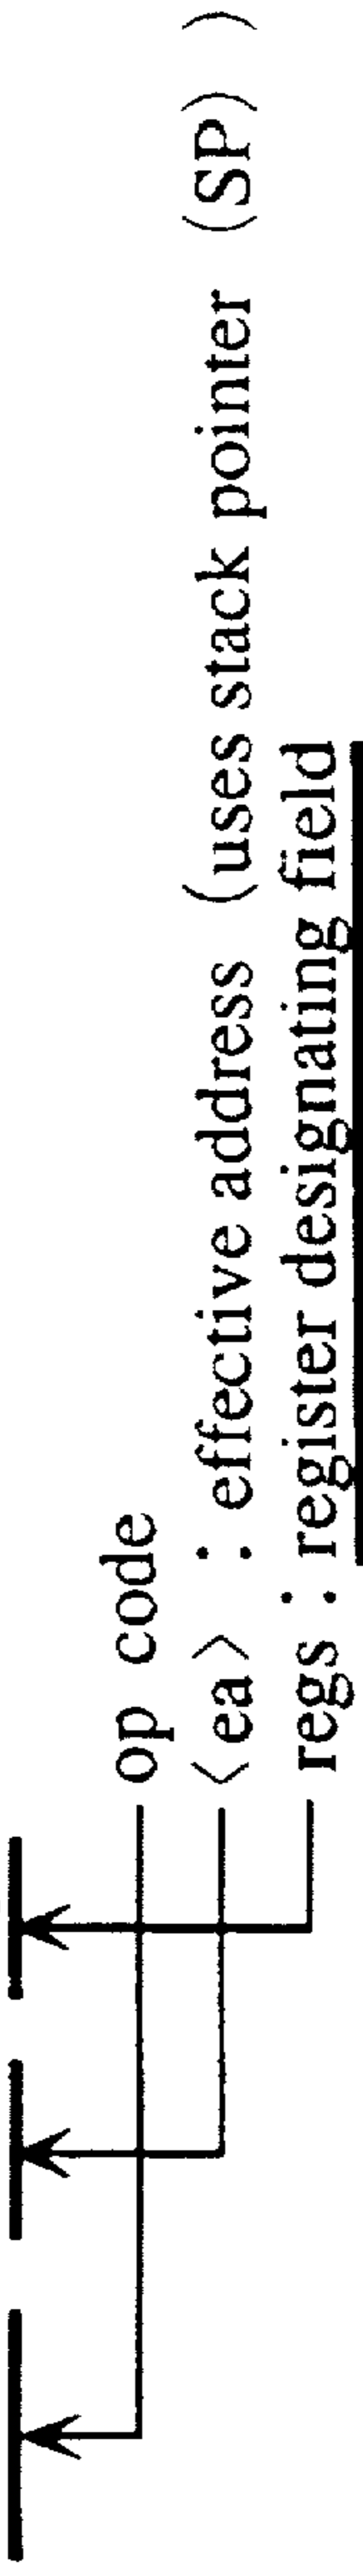 op code
<ea> : effective address (uses stack pointer (SP) )
regs : register designating field